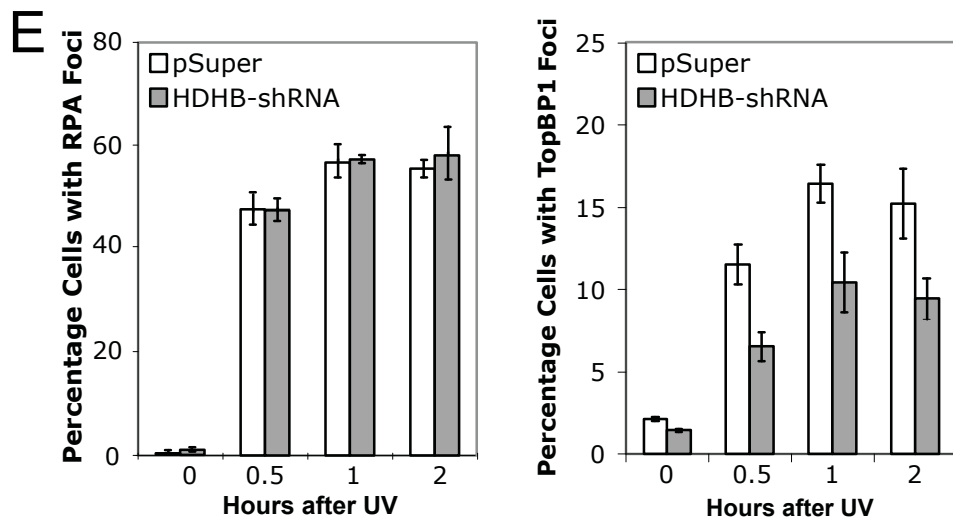 E
Percentage Cells with RPA Foci
80
60
40
20
0
pSuper
HDHB-shRNA
0 0.5 1 2
Hours after UV
Percentage Cells with TopBP1 Foci
25
20
15
10
5
0
pSuper
HDHB-shRNA
0 0.5 1 2
Hours after UV